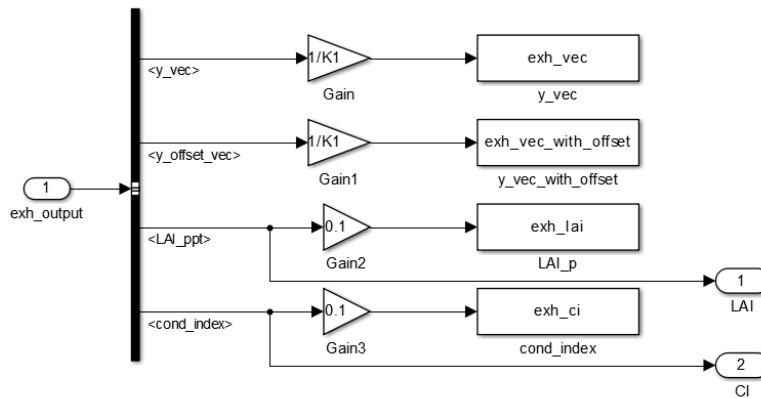 1/K1
exh_vec
<y_vec>
Gain
y_vec
1/K1
exh_vec_with_offset
<y_offset_vec>
Gain1
y_vec_with_offset
1
exh_output
0.1
exh_lai
<LAI_ppt>
Gain2
LAI_p
1
LAI
0.1
exh_ci
<cond_index>
Gain3
cond_index
2
CI